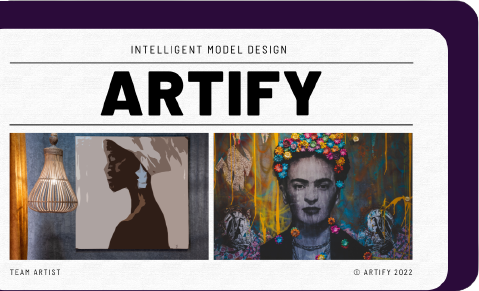 INTELLIGENT MODEL DESIGN
ARTIFY
TEAM ARTIST
© ARTIFY 2022